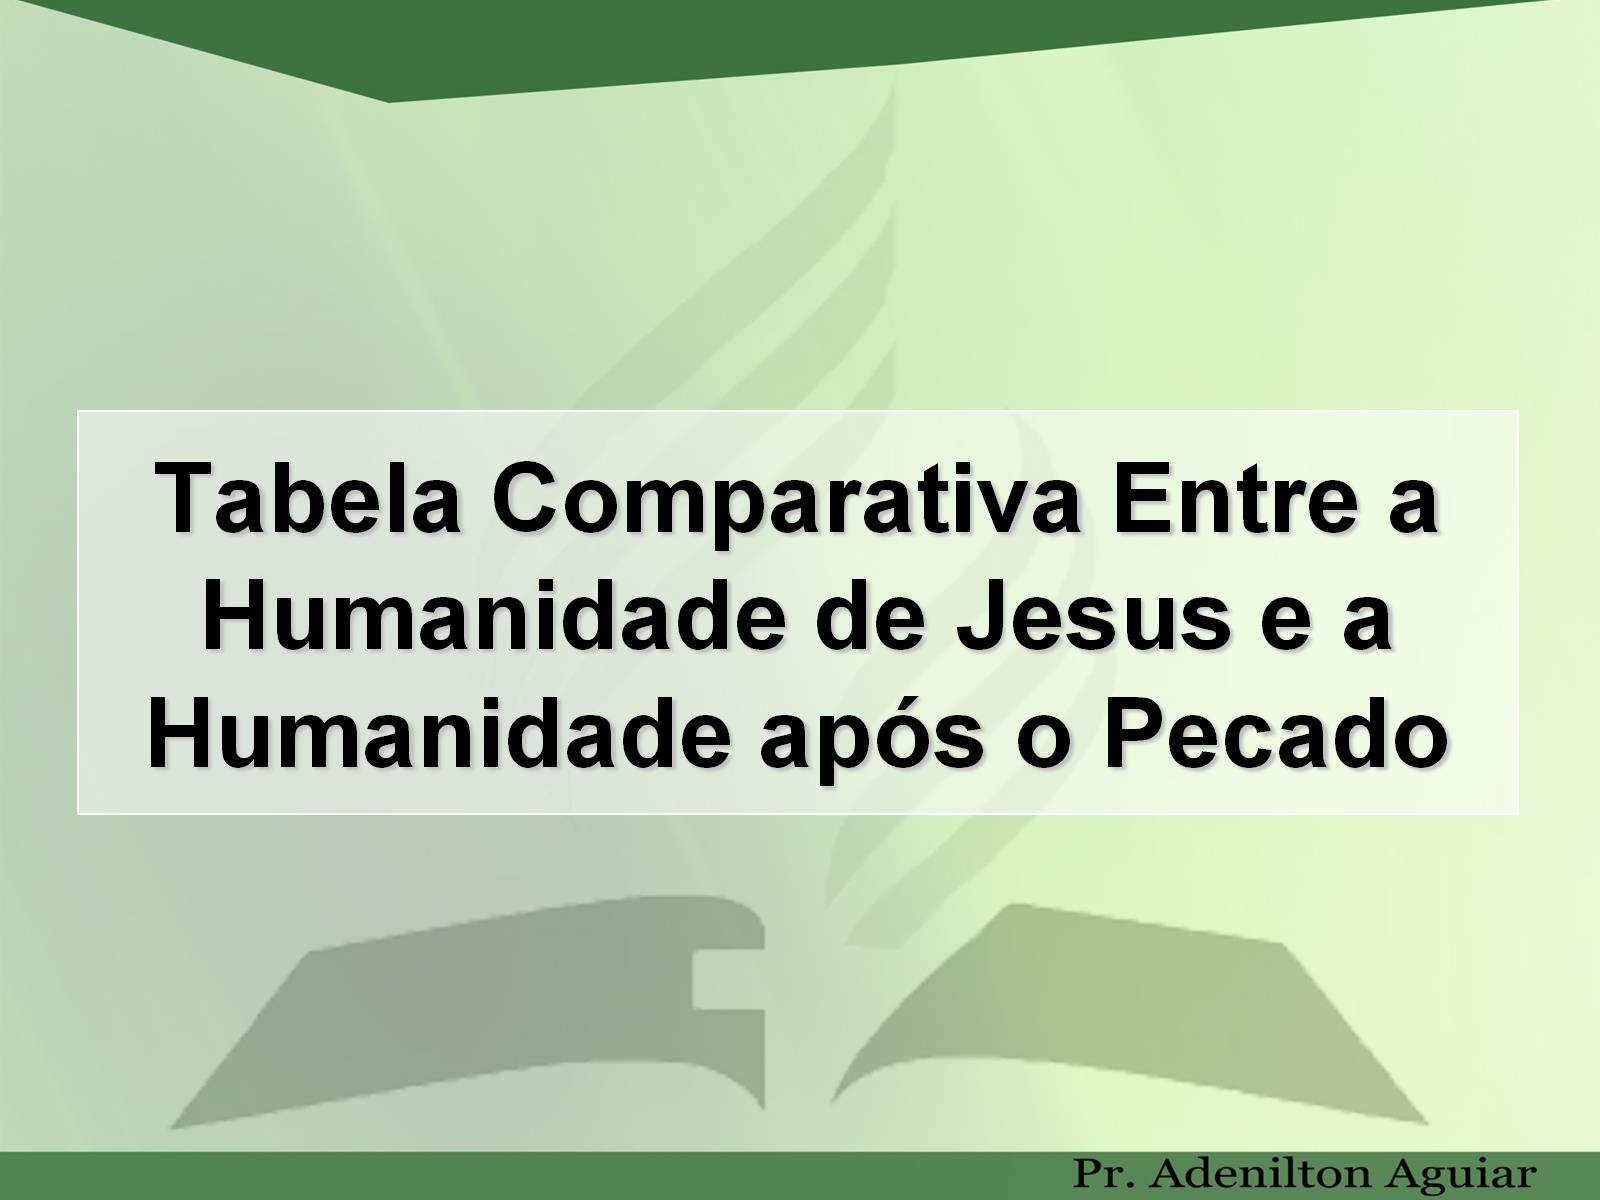 Tabela Comparativa Entre a
Humanidade de Jesus e a
Humanidade após o Pecado
Pr. Adenilton Aguiar